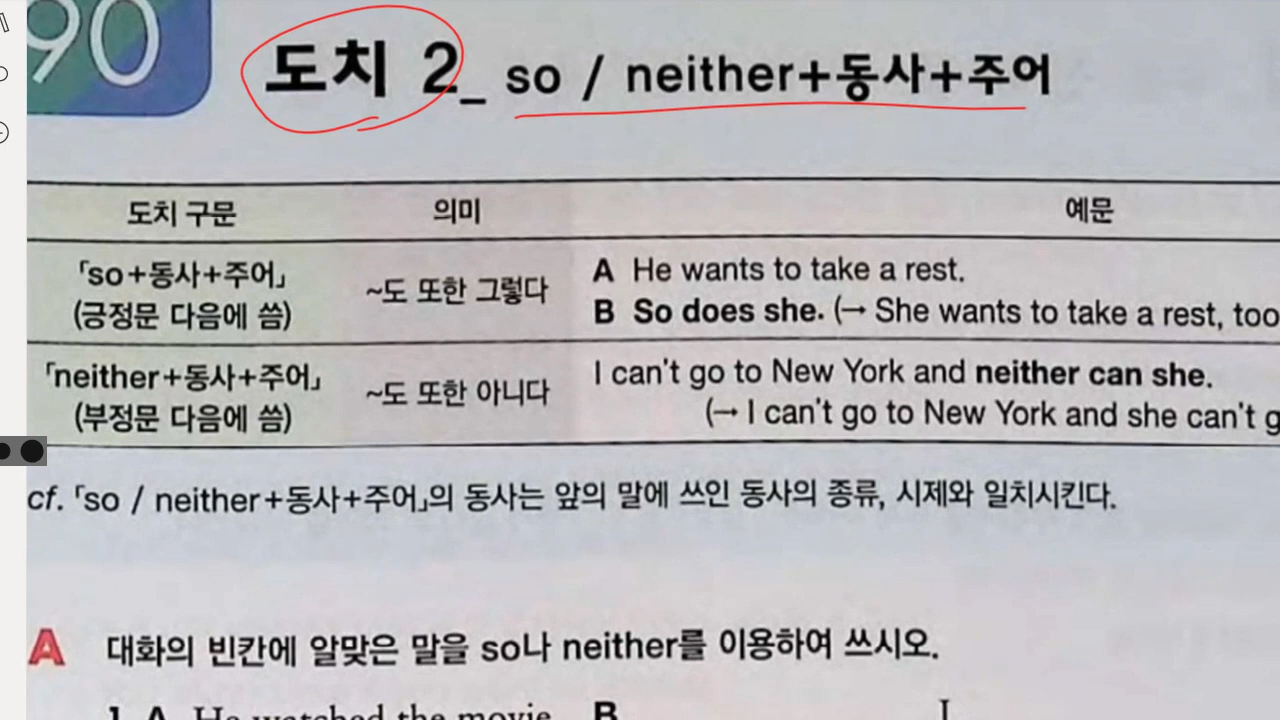 90
도치 2_ so / neither+동사+주어
도치 구문 의미 예문
「so+동사+주어」 ~도 또한 그렇다 A He wants to take a rest.
(긍정문 다음에 씀) B So does she. (→ She wants to take a rest, too
「neither+동사+주어」 ~도 또한 아니다 I can't go to New York and neither can she.
(부정문 다음에 씀) (→ I can't go to New York and she can't g
cf. 「so / neither+동사+주어」의 동사는 앞의 말에 쓰인 동사의 종류, 시제와 일치시킨다.
A 대화의 빈칸에 알맞은 말을 so나 neither를 이용하여 쓰시오.
1 A He watched the movie. B I